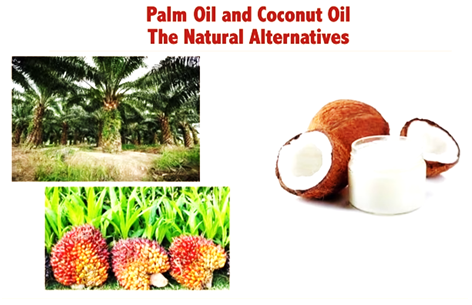 Palm Oil and Coconut Oil
The Natural Alternatives